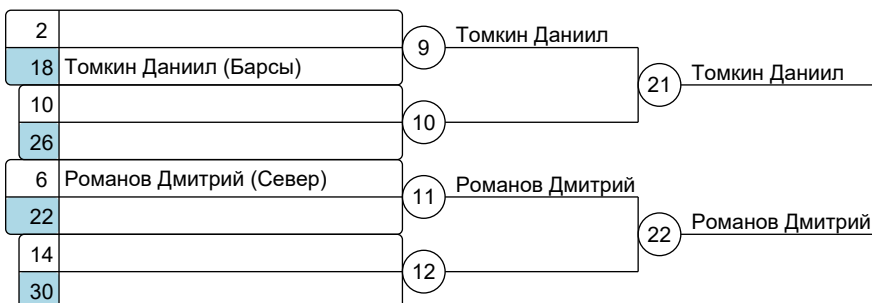 2
9
Томкин Даниил
18 Томкин Даниил (Барсы)
21
Томкин Даниил
10
10
26
6 Романов Дмитрий (Север)
11
Романов Дмитрий
22
22
Романов Дмитрий
14
12
30